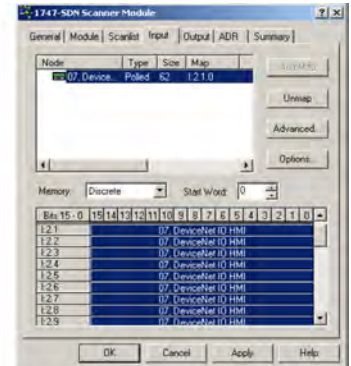 1747-SDN Scanner Module
General Module Scanlist Input Output ADR Summary
Node Type Size Map
07, Device... Polled 62 I:2.1.0
AutoMap
Unmap
Advanced...
Options...
Memory: Discrete Start Word: 0
Bits 15 - 0 15 14 13 12 11 10 9 8 7 6 5 4 3 2 1 0
I:2.1 07, DeviceNet IO HMI
I:2.2 07, DeviceNet IO HMI
I:2.3 07, DeviceNet IO HMI
I:2.4 07, DeviceNet IO HMI
I:2.5 07, DeviceNet IO HMI
I:2.6 07, DeviceNet IO HMI
I:2.7 07, DeviceNet IO HMI
I:2.8 07, DeviceNet IO HMI
I:2.9 07, DeviceNet IO HMI
OK Cancel Apply Help